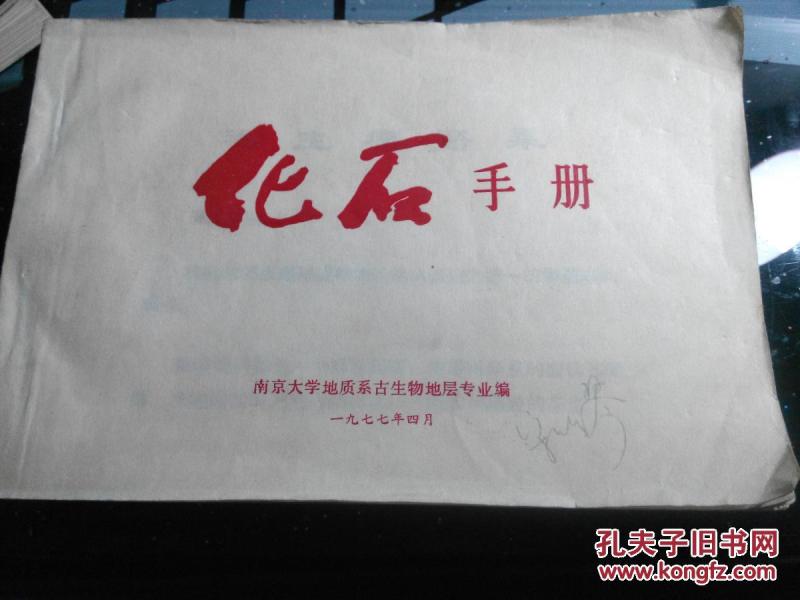 化石手册
南京大学地质系古生物地层专业编
一九七七年四月
孔夫子旧书网
www.kongfz.com